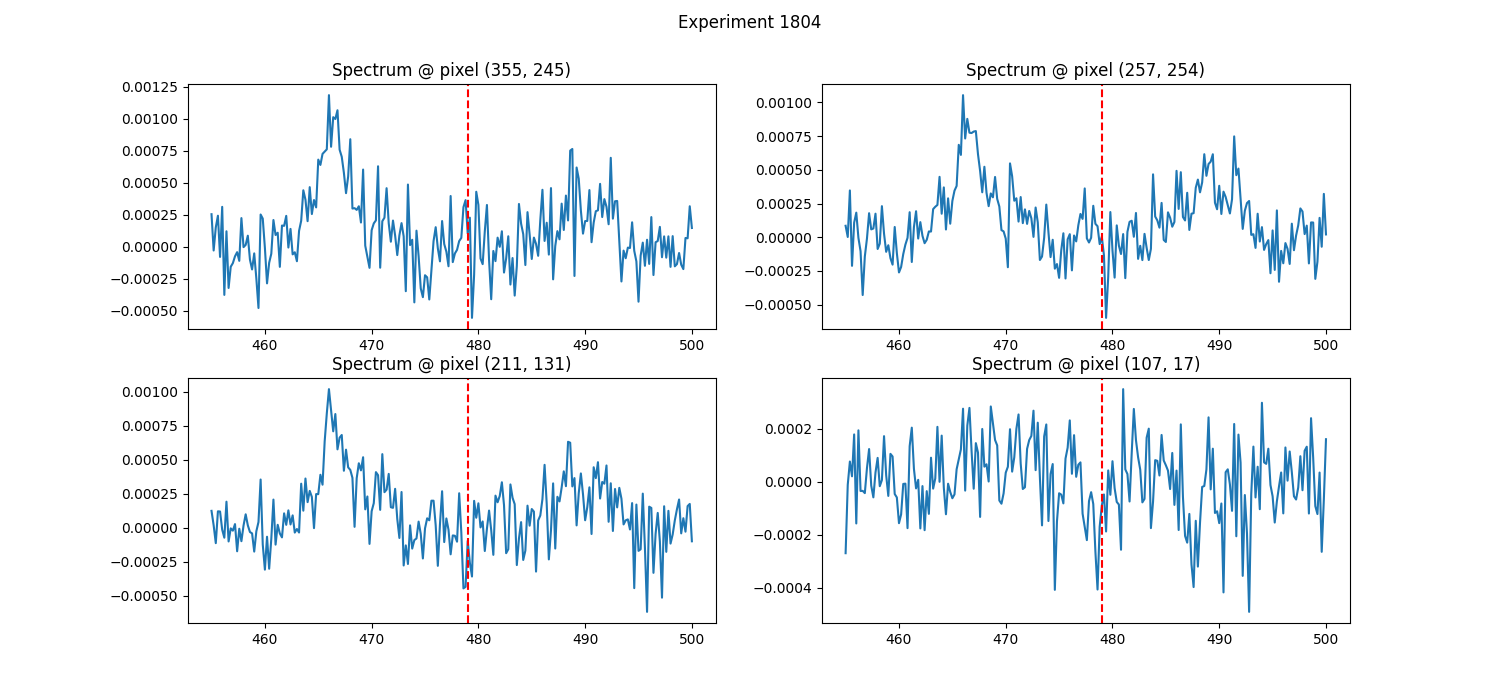 Experiment 1804
Spectrum @ pixel (355, 245)
0.00125
0.00100
0.00075
0.00050
0.00025
0.00000
−0.00025
−0.00050
460 470 480 490 500
Spectrum @ pixel (257, 254)
0.00100
0.00075
0.00050
0.00025
0.00000
−0.00025
−0.00050
460 470 480 490 500
Spectrum @ pixel (211, 131)
0.00100
0.00075
0.00050
0.00025
0.00000
−0.00025
−0.00050
460 470 480 490 500
Spectrum @ pixel (107, 17)
0.0002
0.0000
−0.0002
−0.0004
460 470 480 490 500